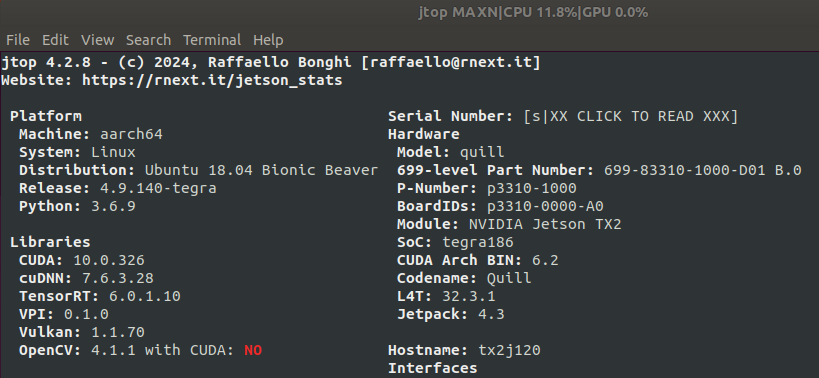 jtop MAXN|CPU 11.8%|GPU 0.0%
File Edit View Search Terminal Help
jtop 4.2.8 - (c) 2024, Raffaello Bonghi [raffaello@rnext.it]
Website: https://rnext.it/jetson_stats
Platform
Machine: aarch64
System: Linux
Distribution: Ubuntu 18.04 Bionic Beaver
Release: 4.9.140-tegra
Python: 3.6.9
Libraries
CUDA: 10.0.326
cuDNN: 7.6.3.28
TensorRT: 6.0.1.10
VPI: 0.1.0
Vulkan: 1.1.70
OpenCV: 4.1.1 with CUDA: NO
Serial Number: [s|XX CLICK TO READ XXX]
Hardware
Model: quill
699-level Part Number: 699-83310-1000-D01 B.0
P-Number: p3310-1000
BoardIDs: p3310-0000-A0
Module: NVIDIA Jetson TX2
SoC: tegra186
CUDA Arch BIN: 6.2
Codename: Quill
L4T: 32.3.1
Jetpack: 4.3
Hostname: tx2j120
Interfaces